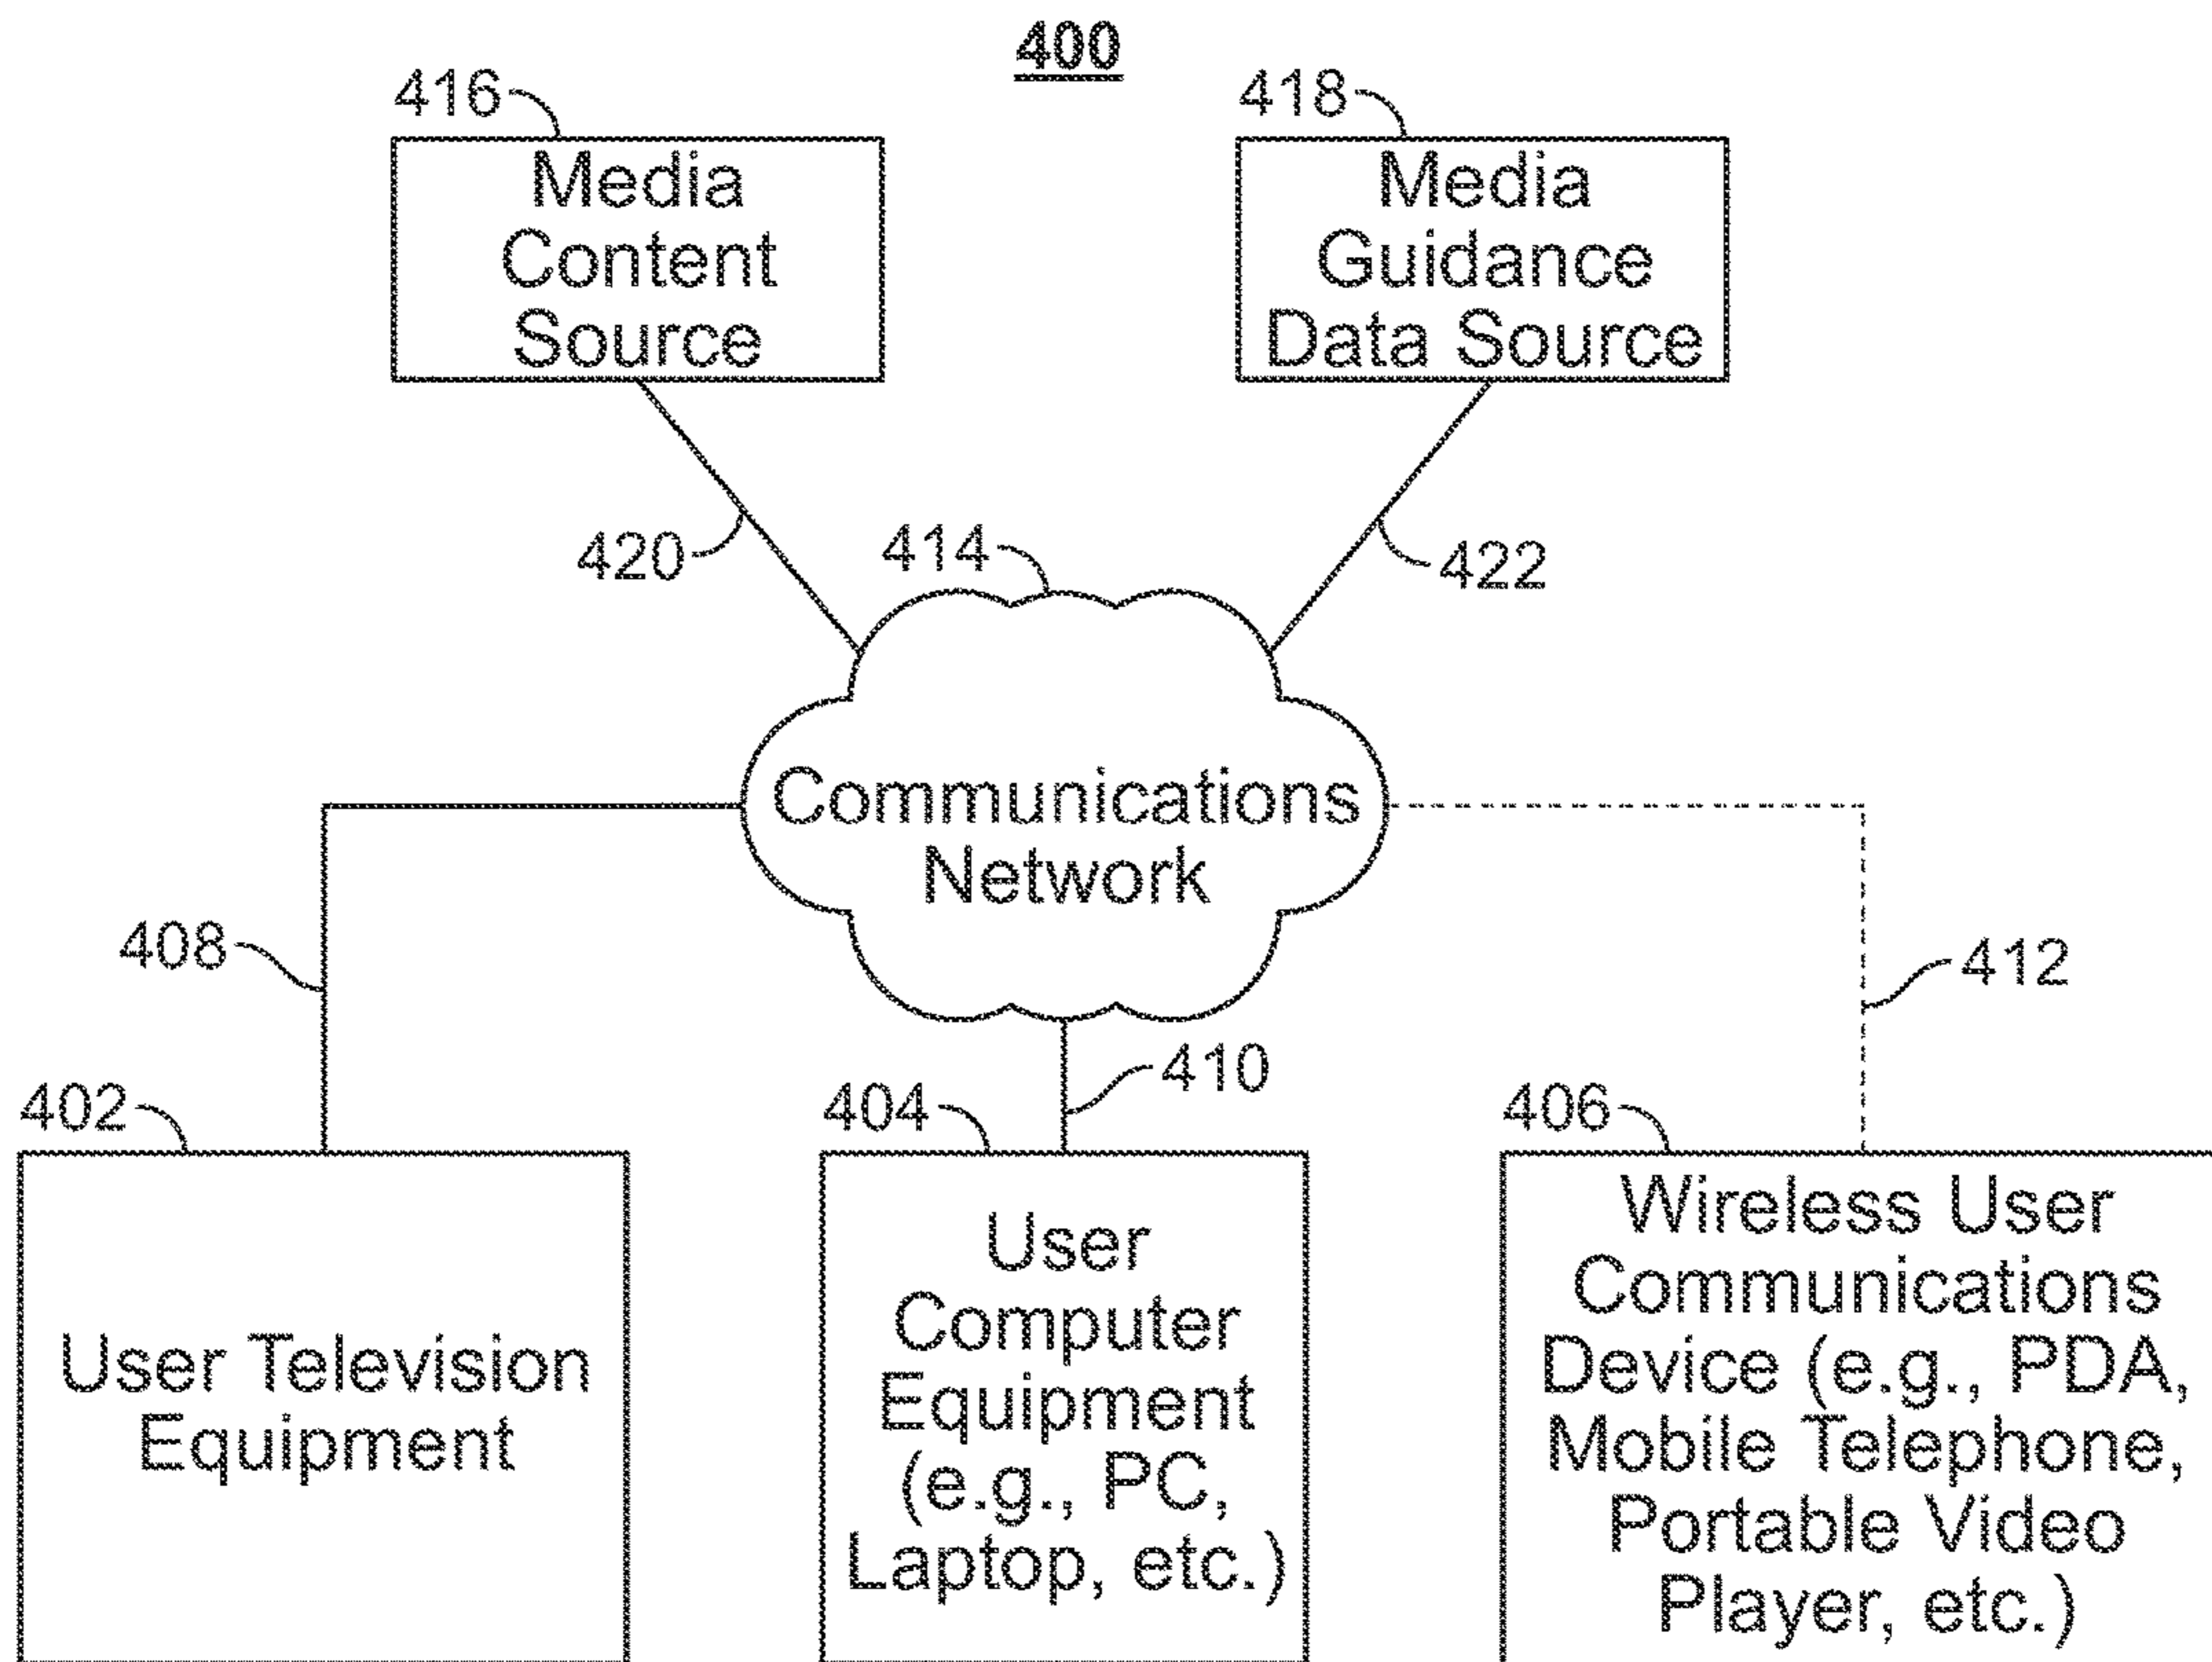 400
416
418
Media
Content
Source
Media
Guidance
Data Source
420
414
422
Communications
Network
408
412
410
402
404
406
User Television
Equipment
User
Computer
Equipment
(e.g., PC,
Laptop, etc.)
Wireless User
Communications
Device (e.g., PDA,
Mobile Telephone,
Portable Video
Player, etc.)